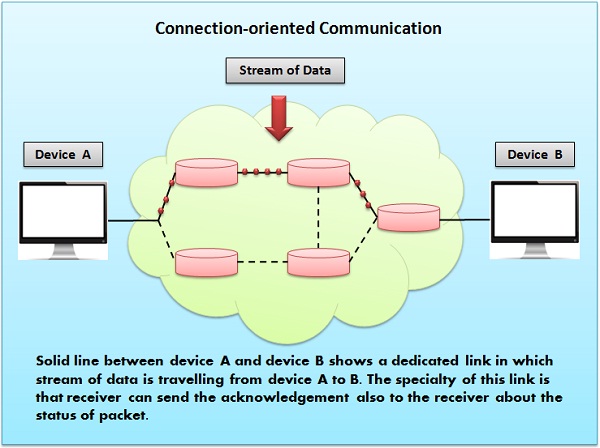 Connection-oriented Communication
Stream of Data
Device A
Device B
Solid line between device A and device B shows a dedicated link in which
stream of data is travelling from device A to B. The specialty of this link is
that receiver can send the acknowledgement also to the receiver about the
status of packet.